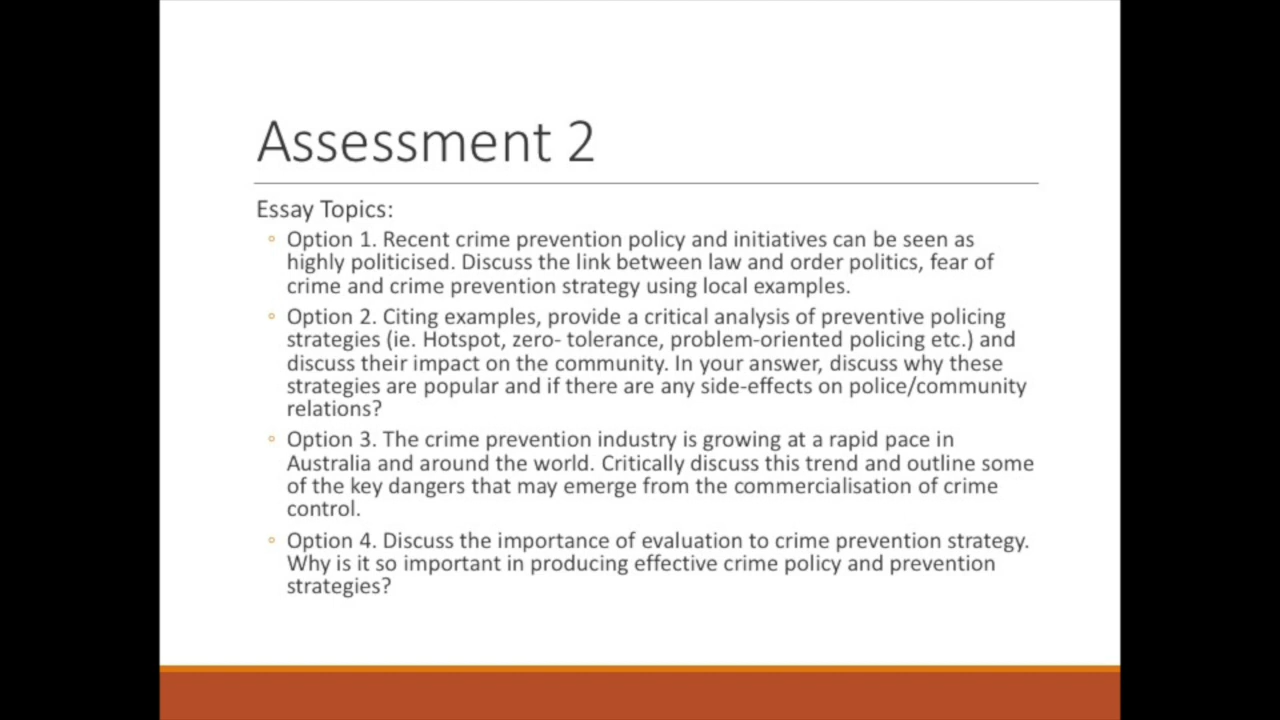 Assessment 2
Essay Topics:
◦ Option 1. Recent crime prevention policy and initiatives can be seen as
highly politicised. Discuss the link between law and order politics, fear of
crime and crime prevention strategy using local examples.
◦ Option 2. Citing examples, provide a critical analysis of preventive policing
strategies (ie. Hotspot, zero- tolerance, problem-oriented policing etc.) and
discuss their impact on the community. In your answer, discuss why these
strategies are popular and if there are any side-effects on police/community
relations?
◦ Option 3. The crime prevention industry is growing at a rapid pace in
Australia and around the world. Critically discuss this trend and outline some
of the key dangers that may emerge from the commercialisation of crime
control.
◦ Option 4. Discuss the importance of evaluation to crime prevention strategy.
Why is it so important in producing effective crime policy and prevention
strategies?